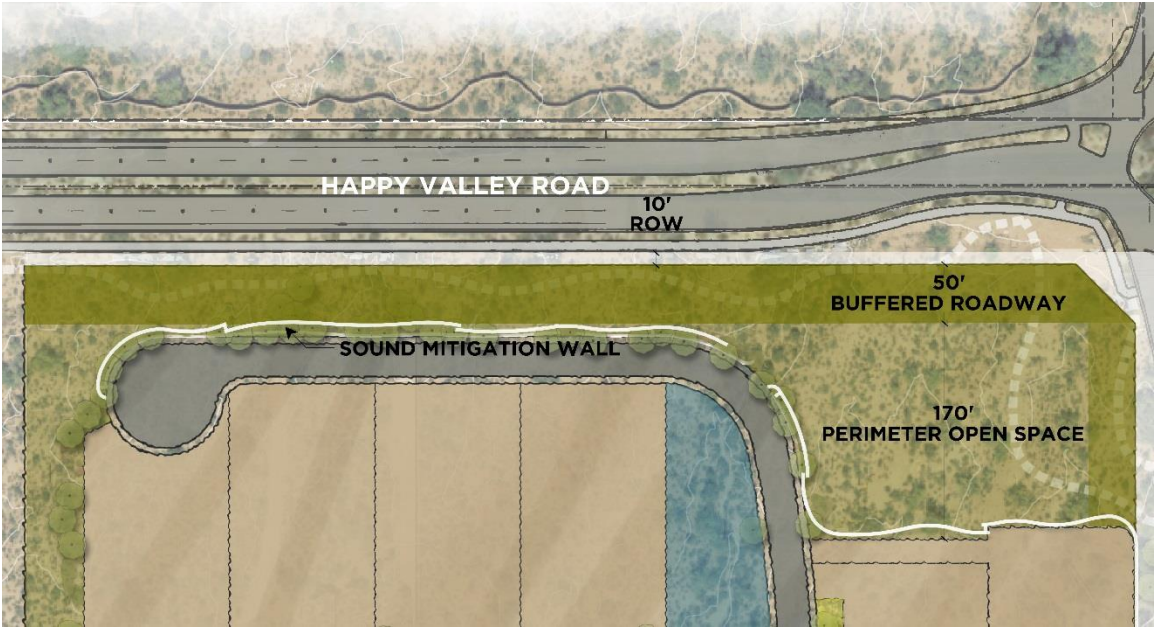 HAPPY VALLEY ROAD
10'
ROW
50'
BUFFERED ROADWAY
SOUND MITIGATION WALL
170'
PERIMETER OPEN SPACE